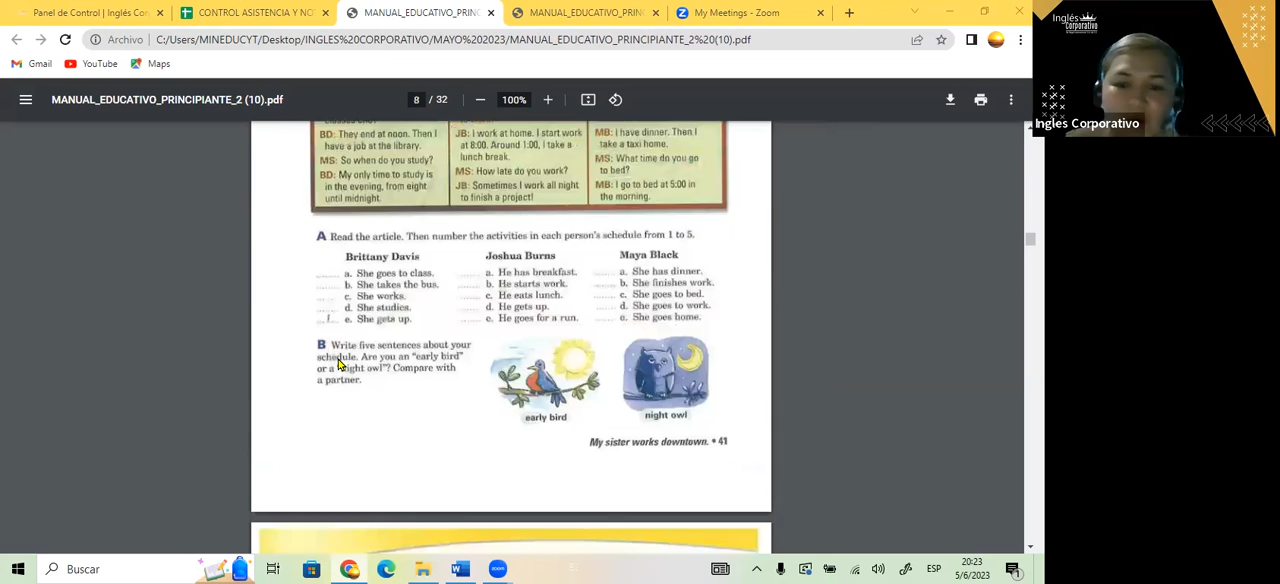 Panel de Control | Inglés Cor
CONTROL ASISTENCIA Y NO
MANUAL_EDUCATIVO_PRIN
MANUAL_EDUCATIVO_PRIN
My Meetings - Zoom
Archivo
C:/Users/MINEDUCYT/Desktop/INGLES%20CORPORATIVO/MAYO%202023/MANUAL_EDUCATIVO_PRINCIPIANTE_2%20(10).pdf
Gmail
YouTube
Maps
MANUAL_EDUCATIVO_PRINCIPIANTE_2 (10).pdf
8 / 32
100%
BD: They end at noon. Then I
have a job at the library.
MS: So when do you study?
BD: My only time to study is
in the evening, from eight
until midnight.
JB: I work at home. I start work
at 8:00. Around 1:00, I take a
lunch break.
MS: How late do you work?
JB: Sometimes I work all night
to finish a project!
MB: I have dinner. Then I
take a taxi home.
MS: What time do you go
to bed?
MB: I go to bed at 5:00 in
the morning.
A Read the article. Then number the activities in each person's schedule from 1 to 5.
Brittany Davis
a. She goes to class.
b. She takes the bus.
c. She works.
d. She studies.
1 e. She gets up.
Joshua Burns
a. He has breakfast.
b. He starts work.
c. He eats lunch.
d. He gets up.
e. He goes for a run.
Maya Black
a. She has dinner.
b. She finishes work.
c. She goes to bed.
d. She goes to work.
e. She goes home.
B Write five sentences about your
schedule. Are you an "early bird"
or a "night owl"? Compare with
a partner.
early bird
night owl
My sister works downtown. • 41
Inglés
Corporativo
Inglés Corporativo
Buscar
zoom
ESP
20:23
5/6/2023
1